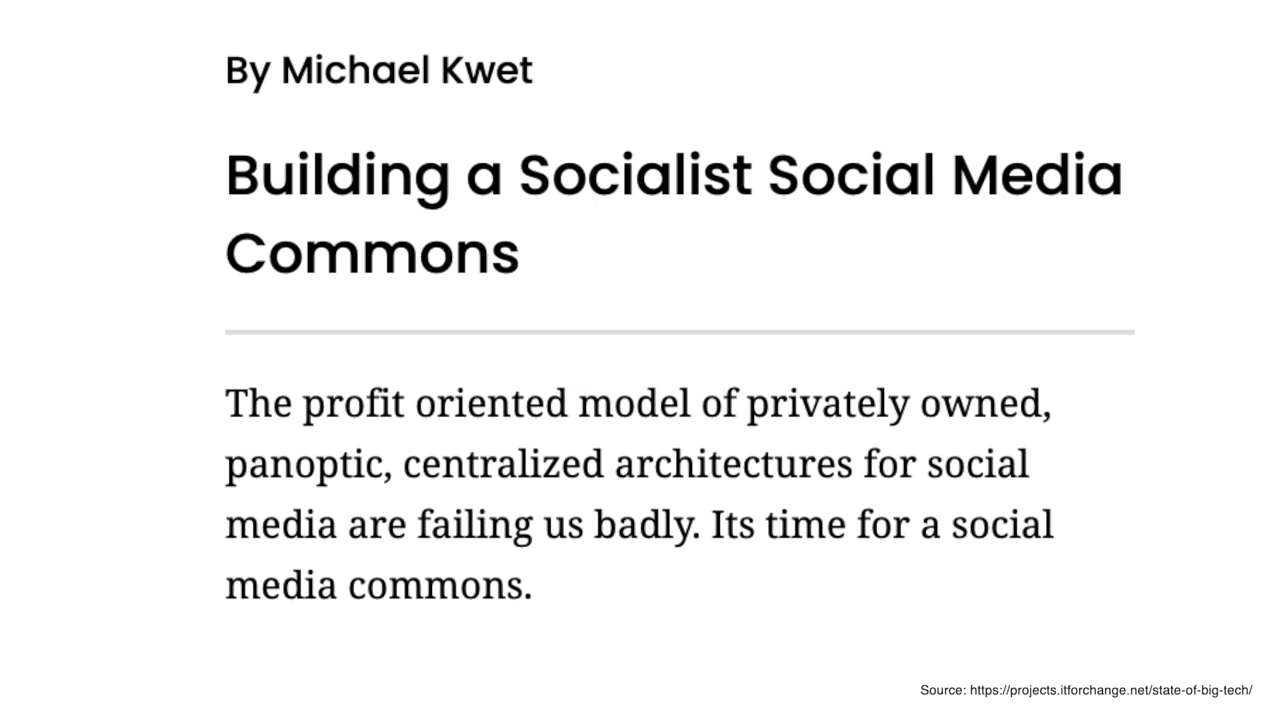 By Michael Kwet
Building a Socialist Social Media
Commons
The profit oriented model of privately owned,
panoptic, centralized architectures for social
media are failing us badly. Its time for a social
media commons.
Source: https://projects.itforchange.net/state-of-big-tech/